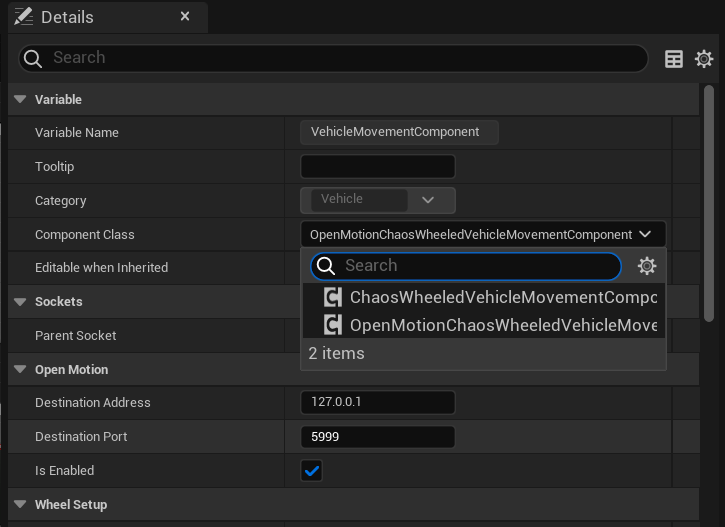 Details
Search
Variable
Variable Name VehicleMovementComponent
Tooltip
Category Vehicle
Component Class OpenMotionChaosWheeledVehicleMovementComponent
Editable when Inherited Search
ChaosWheeledVehicleMovementCompo
Sockets OpenMotionChaosWheeledVehicleMove
Parent Socket 2 items
Open Motion
Destination Address 127.0.0.1
Destination Port 5999
Is Enabled
Wheel Setup